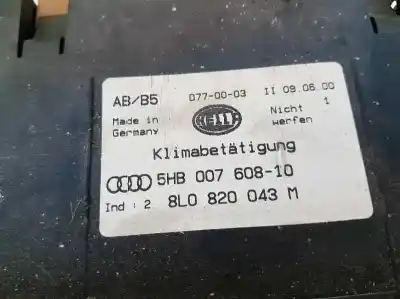 AB/B5 077-00-03 II 09.06.00
Made in Germany HELLA Nicht werfen 1
Klimabetätigung
5HB 007 608-10
Ind : 2 8L0 820 043 M